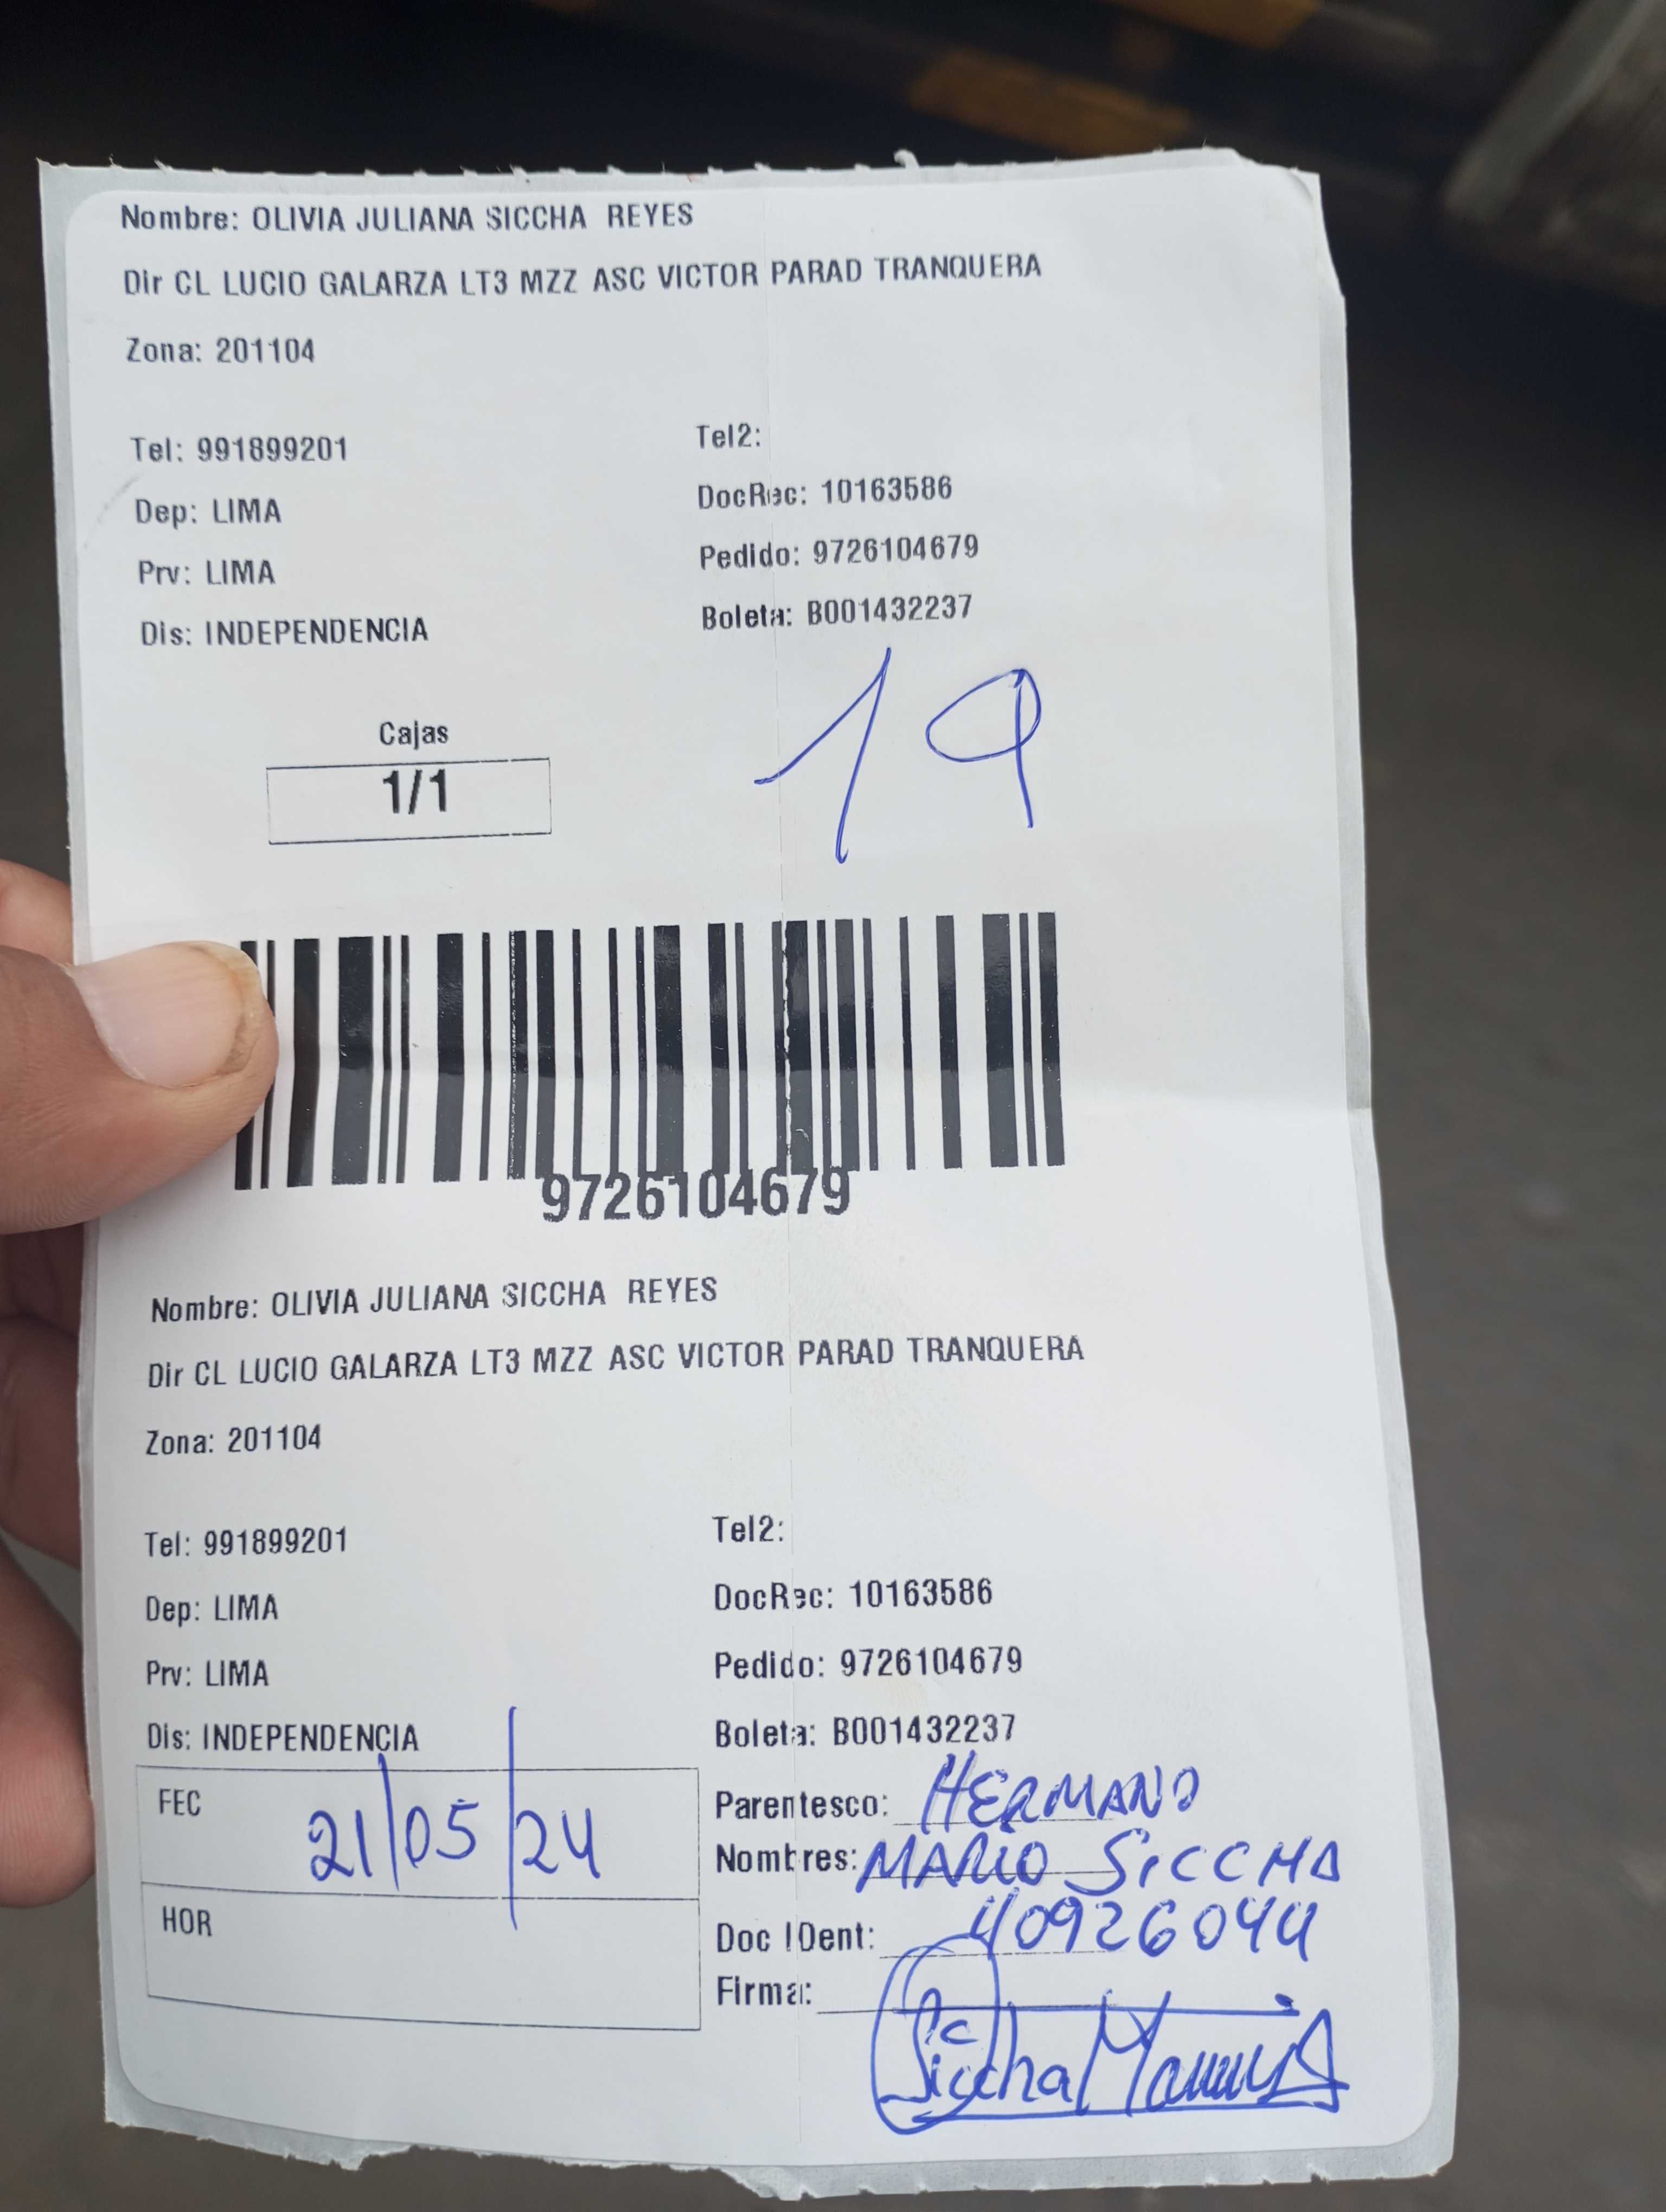 Nombre: OLIVIA JULIANA SICCHA REYES
Dir CL LUCIO GALARZA LT3 MZZ ASC VICTOR PARAD TRANQUERA
Zona: 201104
Tel: 991899201 Tel2:
Dep: LIMA DocRec: 10163586
Prv: LIMA Pedido: 9726104679
Dis: INDEPENDENCIA Boleta: B001432237
19
Cajas
1/1
9726104679
Nombre: OLIVIA JULIANA SICCHA REYES
Dir CL LUCIO GALARZA LT3 MZZ ASC VICTOR PARAD TRANQUERA
Zona: 201104
Tel: 991899201 Tel2:
Dep: LIMA DocRec: 10163586
Prv: LIMA Pedido: 9726104679
Dis: INDEPENDENCIA Boleta: B001432237
FEC 21/05/24
HOR
Parentesco: HERMANO
Nombres: MARIO SICCHA
Doc IDent: 40926044
Firma:
Siccha